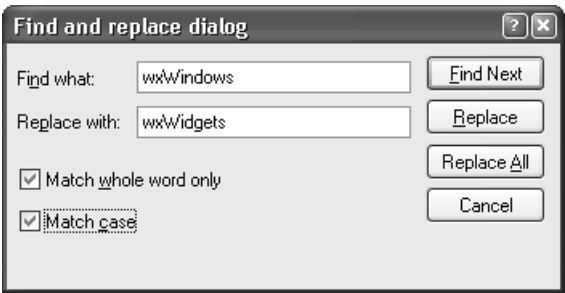 Find and replace dialog
Find what: wxWindows
Find Next
Replace with: wxWidgets
Replace
Replace All
Match whole word only
Cancel
Match case